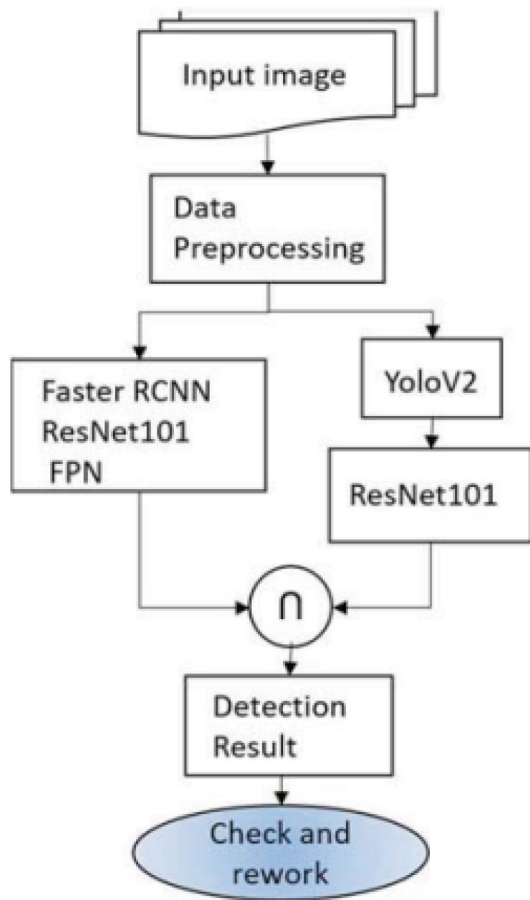 Input image
Data
Preprocessing
Faster RCNN
ResNet101
FPN
YoloV2
ResNet101
∩
Detection
Result
Check and
rework